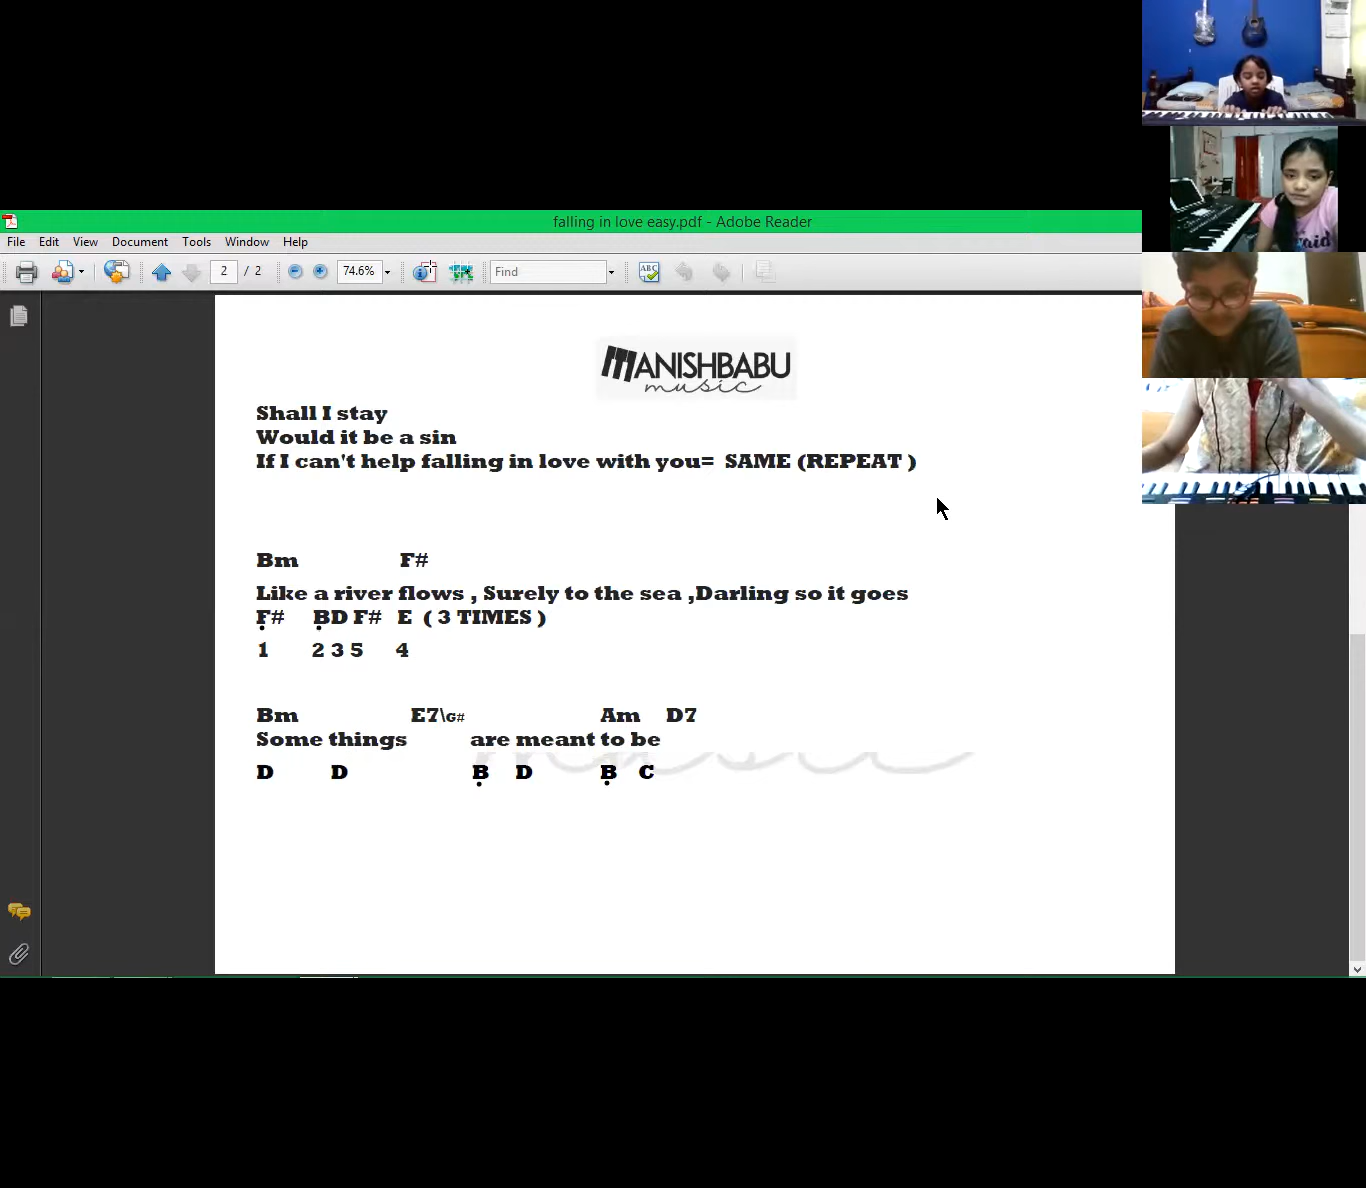 falling in love easy.pdf - Adobe Reader
File Edit View Document Tools Window Help
2 / 2 74.6% Find
MANISHBABU
music
Shall I stay
Would it be a sin
If I can't help falling in love with you= SAME (REPEAT )
Bm F#
Like a river flows , Surely to the sea ,Darling so it goes
F# BD F# E ( 3 TIMES )
1 2 3 5 4
Bm E7\G# Am D7
Some things are meant to be
D D B D B C